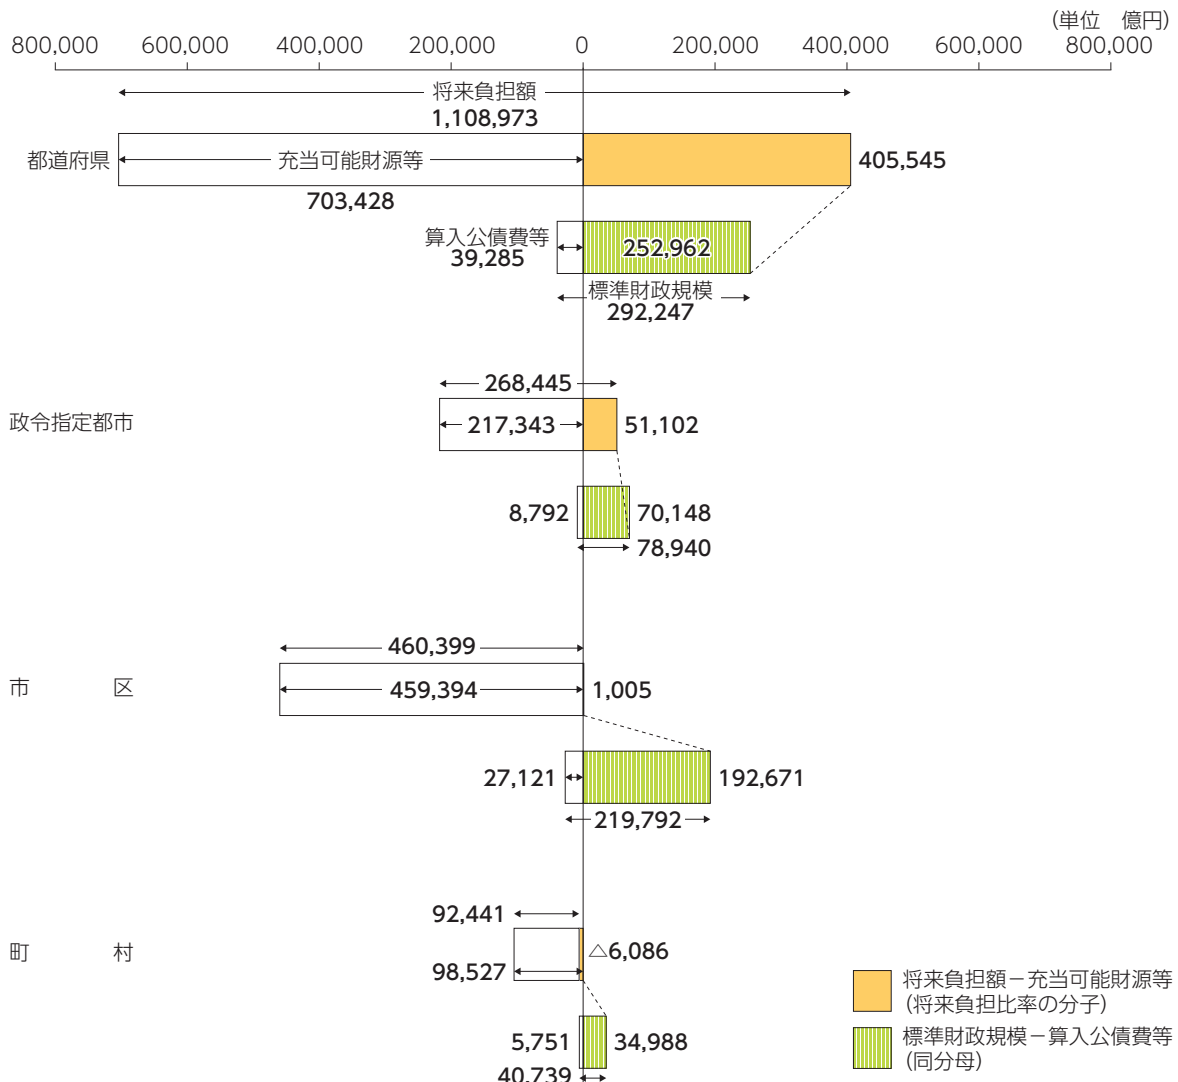 (単位　億円)
800,000 600,000 400,000 200,000 0 200,000 400,000 600,000 800,000
将来負担額
1,108,973
都道府県
充当可能財源等
405,545
703,428
算入公債費等
39,285
252,962
標準財政規模
292,247
268,445
政令指定都市
217,343
51,102
8,792
70,148
78,940
460,399
市　　　区
459,394
1,005
27,121
192,671
219,792
92,441
町　　　村
△6,086
98,527
将来負担額－充当可能財源等
(将来負担比率の分子)
5,751
34,988
標準財政規模－算入公債費等
(同分母)
40,739